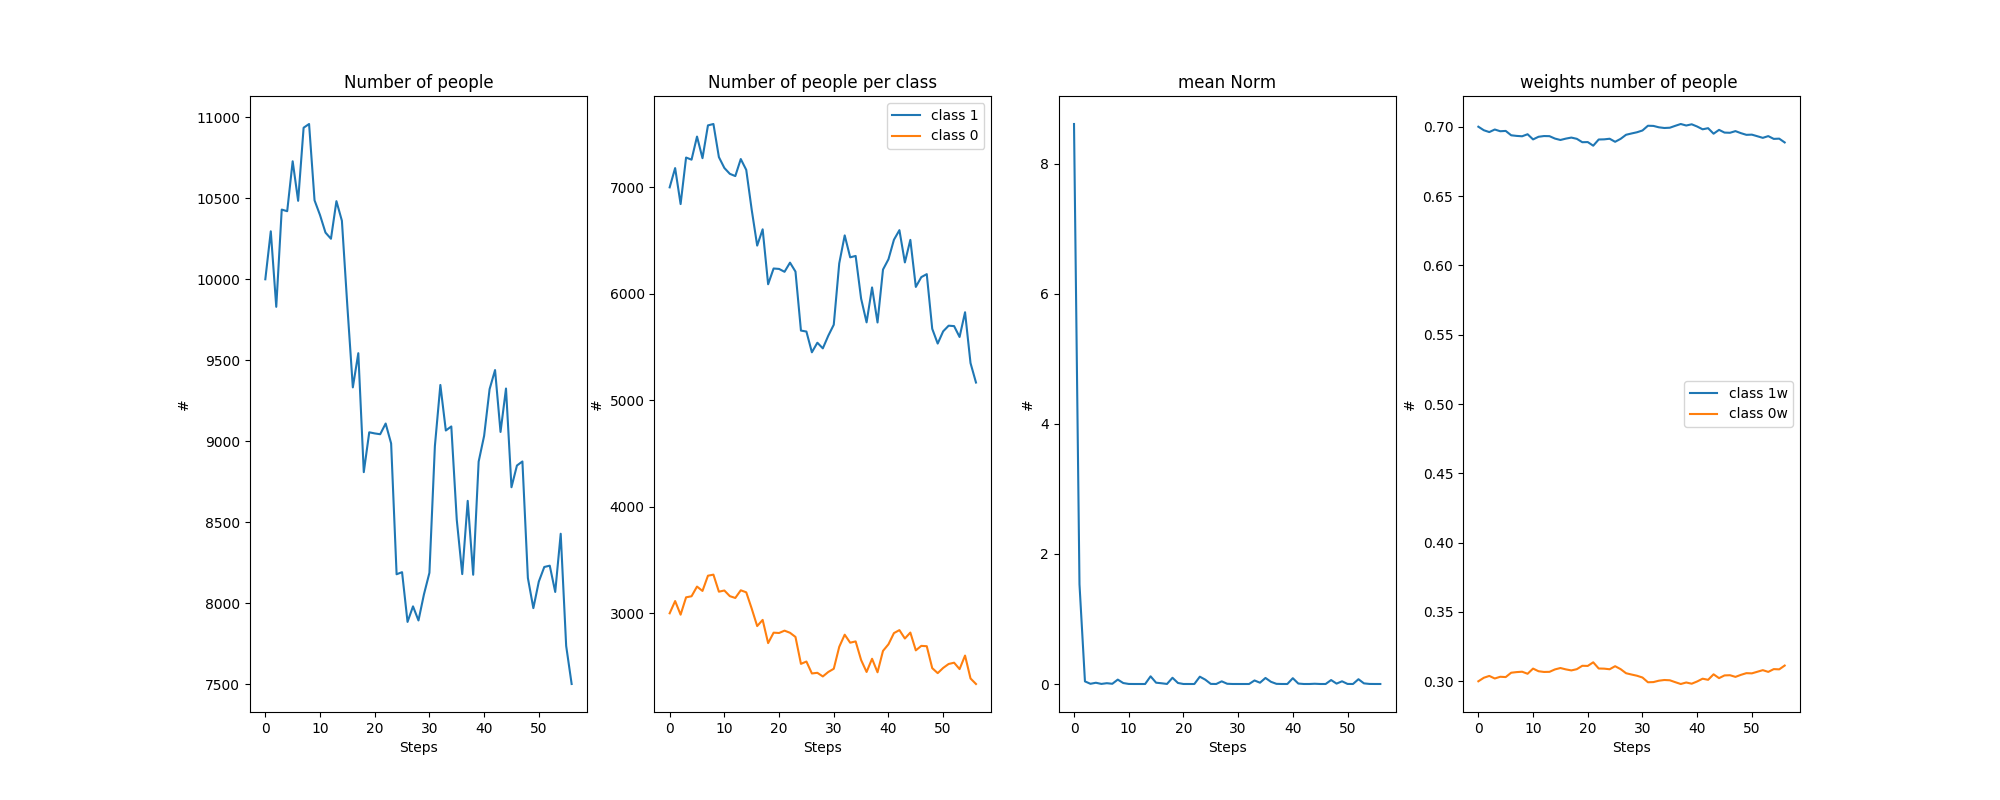 Number of people
11000
10500
10000
9500
9000
8500
8000
7500
#
0 10 20 30 40 50
Steps
Number of people per class
class 1
class 0
7000
6000
5000
4000
3000
#
0 10 20 30 40 50
Steps
mean Norm
8
6
4
2
0
#
0 10 20 30 40 50
Steps
weights number of people
0.70
0.65
0.60
0.55
0.50
0.45
0.40
0.35
0.30
#
class 1w
class 0w
0 10 20 30 40 50
Steps